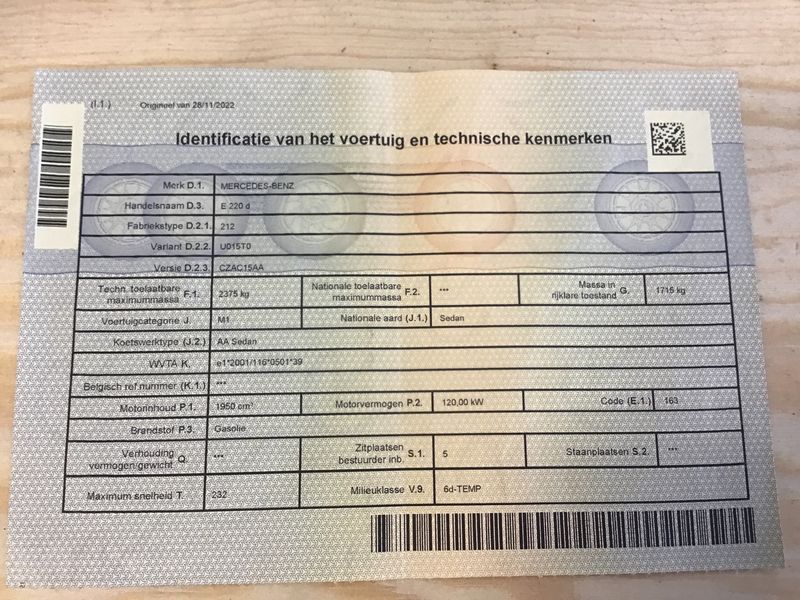 (I.1.) Origineel van 28/11/2022
Identificatie van het voertuig en technische kenmerken
Merk D.1. MERCEDES-BENZ
Handelsnaam D.3. E 220 d
Fabriekstype D.2.1. 212
Variant D.2.2. U015T0
Versie D.2.3. CZAC15AA
Techn. toelaatbare maximummassa F.1. 2375 kg Nationale toelaatbare maximummassa F.2. *** Massa in rijklare toestand G. 1715 kg
Voertuigcategorie J. M1 Nationale aard (J.1.) Sedan
Koetswerktype (J.2.) AA Sedan
WVTA K. e1*2001/116*0501*39
Belgisch ref nummer (K.1.) ***
Motorinhoud P.1. 1950 cm³ Motorvermogen P.2. 120,00 kW Code (E.1.) 163
Brandstof P.3. Gasolie
Verhouding vermogen/gewicht Q. *** Zitplaatsen bestuurder inb. S.1. 5 Staanplaatsen S.2. ***
Maximum snelheid T. 232 Milieuklasse V.9. 6d-TEMP